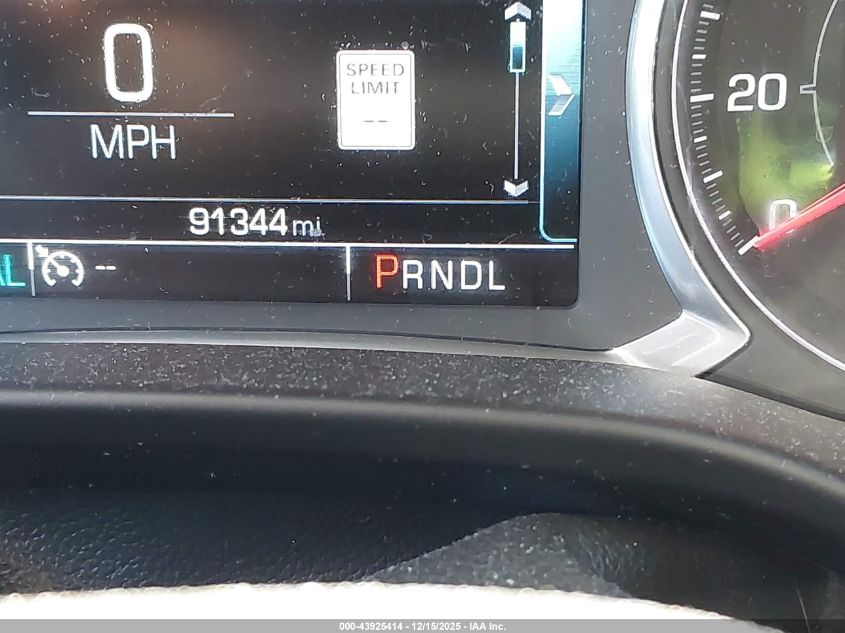 0
MPH
SPEED
LIMIT
--
91344 mi
--
PRNDL
20
0
000-43925414 - 12/15/2025 - IAA Inc.